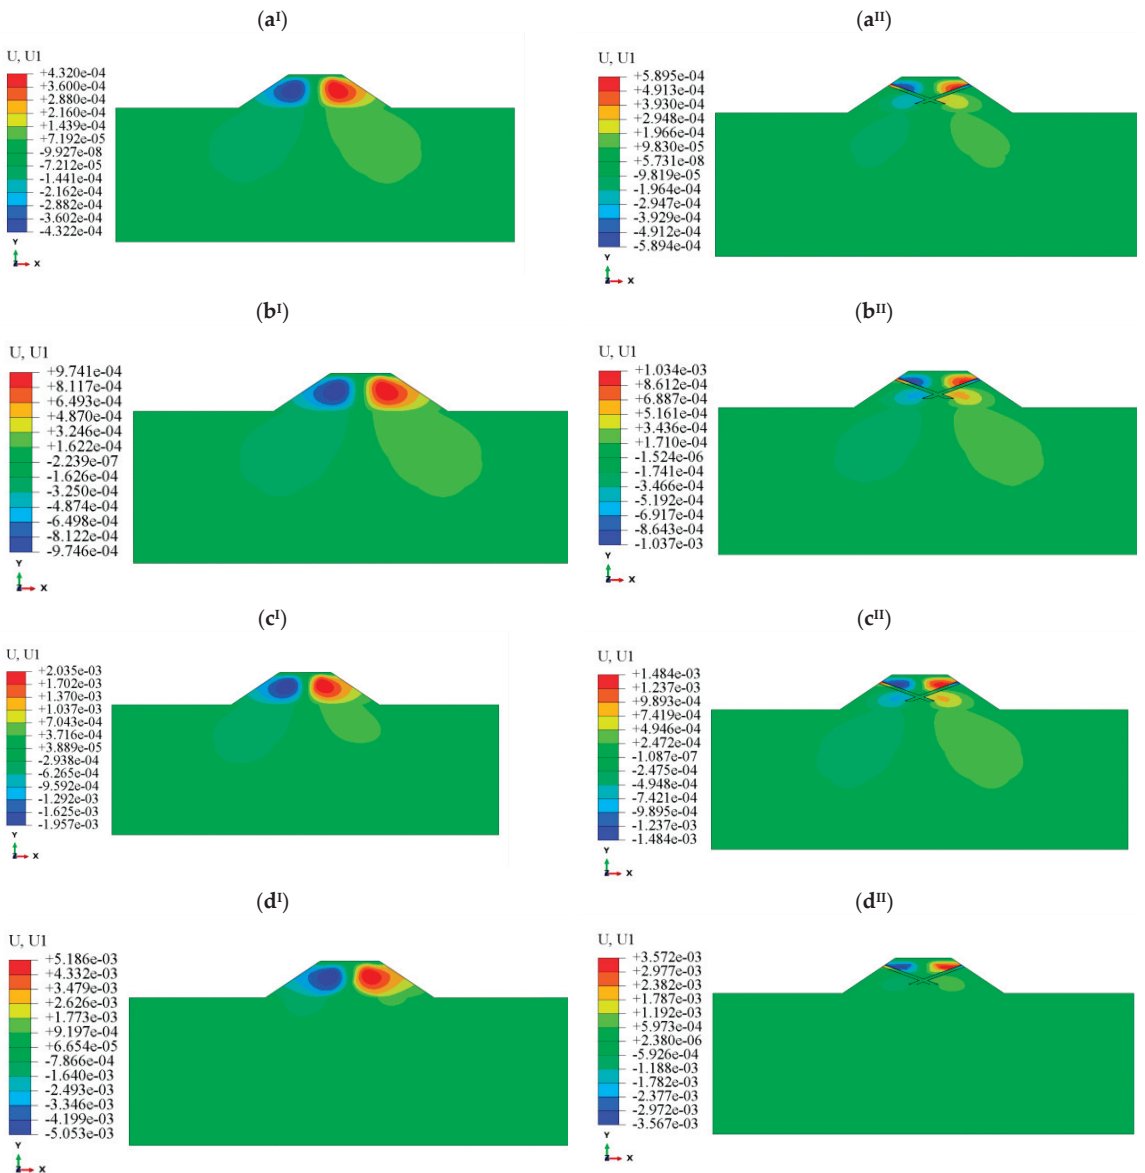 (aᴵ)
U, U1
+4.320e-04
+3.600e-04
+2.880e-04
+2.160e-04
+1.439e-04
+7.192e-05
-9.927e-08
-7.212e-05
-1.441e-04
-2.162e-04
-2.882e-04
-3.602e-04
-4.322e-04
Y
Z X
(aᴵᴵ)
U, U1
+5.895e-04
+4.913e-04
+3.930e-04
+2.948e-04
+1.966e-04
+9.830e-05
+5.731e-08
-9.819e-05
-1.964e-04
-2.947e-04
-3.929e-04
-4.912e-04
-5.894e-04
Y
Z X
(bᴵ)
U, U1
+9.741e-04
+8.117e-04
+6.493e-04
+4.870e-04
+3.246e-04
+1.622e-04
-2.239e-07
-1.626e-04
-3.250e-04
-4.874e-04
-6.498e-04
-8.122e-04
-9.746e-04
Y
Z X
(bᴵᴵ)
U, U1
+1.034e-03
+8.612e-04
+6.887e-04
+5.161e-04
+3.436e-04
+1.710e-04
-1.524e-06
-1.741e-04
-3.466e-04
-5.192e-04
-6.917e-04
-8.643e-04
-1.037e-03
Y
Z X
(cᴵ)
U, U1
+2.035e-03
+1.702e-03
+1.370e-03
+1.037e-03
+7.043e-04
+3.716e-04
+3.889e-05
-2.938e-04
-6.265e-04
-9.592e-04
-1.292e-03
-1.625e-03
-1.957e-03
Y
Z X
(cᴵᴵ)
U, U1
+1.484e-03
+1.237e-03
+9.893e-04
+7.419e-04
+4.946e-04
+2.472e-04
-1.087e-07
-2.475e-04
-4.948e-04
-7.421e-04
-9.895e-04
-1.237e-03
-1.484e-03
Y
Z X
(dᴵ)
U, U1
+5.186e-03
+4.332e-03
+3.479e-03
+2.626e-03
+1.773e-03
+9.197e-04
+6.654e-05
-7.866e-04
-1.640e-03
-2.493e-03
-3.346e-03
-4.199e-03
-5.053e-03
Y
Z X
(dᴵᴵ)
U, U1
+3.572e-03
+2.977e-03
+2.382e-03
+1.787e-03
+1.192e-03
+5.973e-04
+2.380e-06
-5.926e-04
-1.188e-03
-1.782e-03
-2.377e-03
-2.972e-03
-3.567e-03
Y
Z X